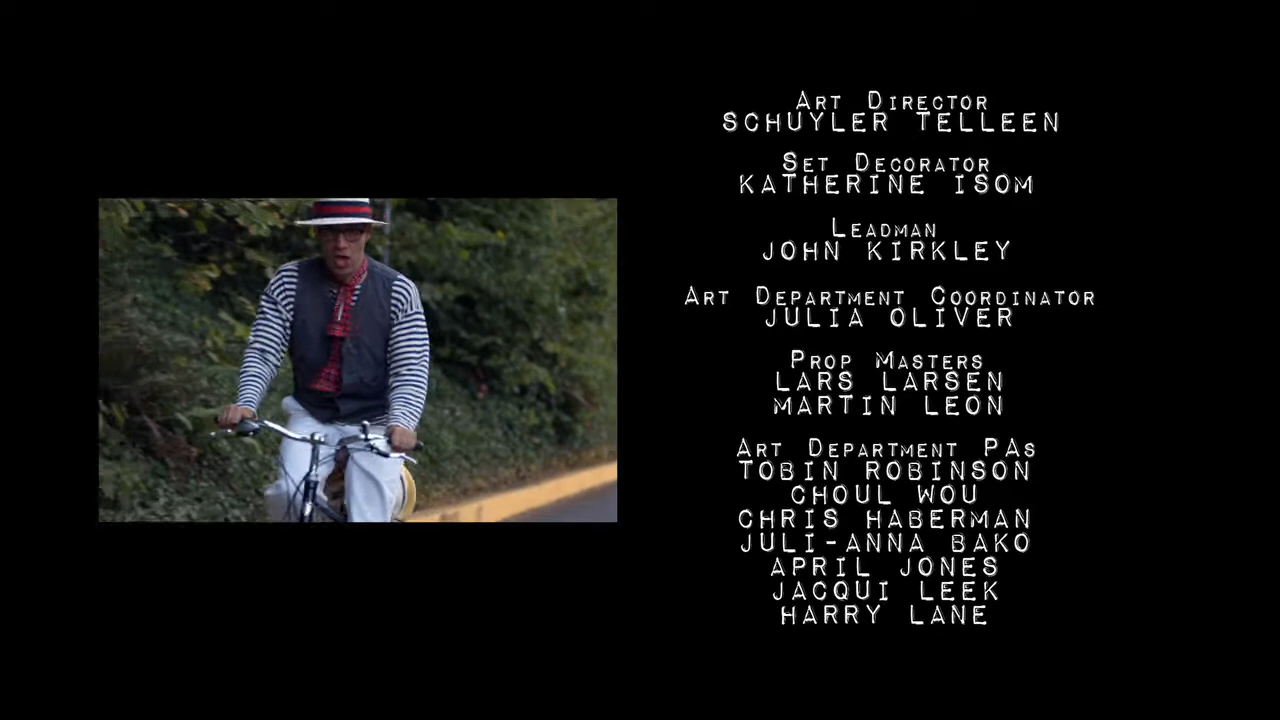 Art Director
SCHUYLER TELLEEN
Set Decorator
KATHERINE ISOM
Leadman
JOHN KIRKLEY
Art Department Coordinator
JULIA OLIVER
Prop Masters
LARS LARSEN
MARTIN LEON
Art Department PAs
TOBIN ROBINSON
CHOUL WOU
CHRIS HABERMAN
JULI-ANNA BAKO
APRIL JONES
JACQUI LEEK
HARRY LANE